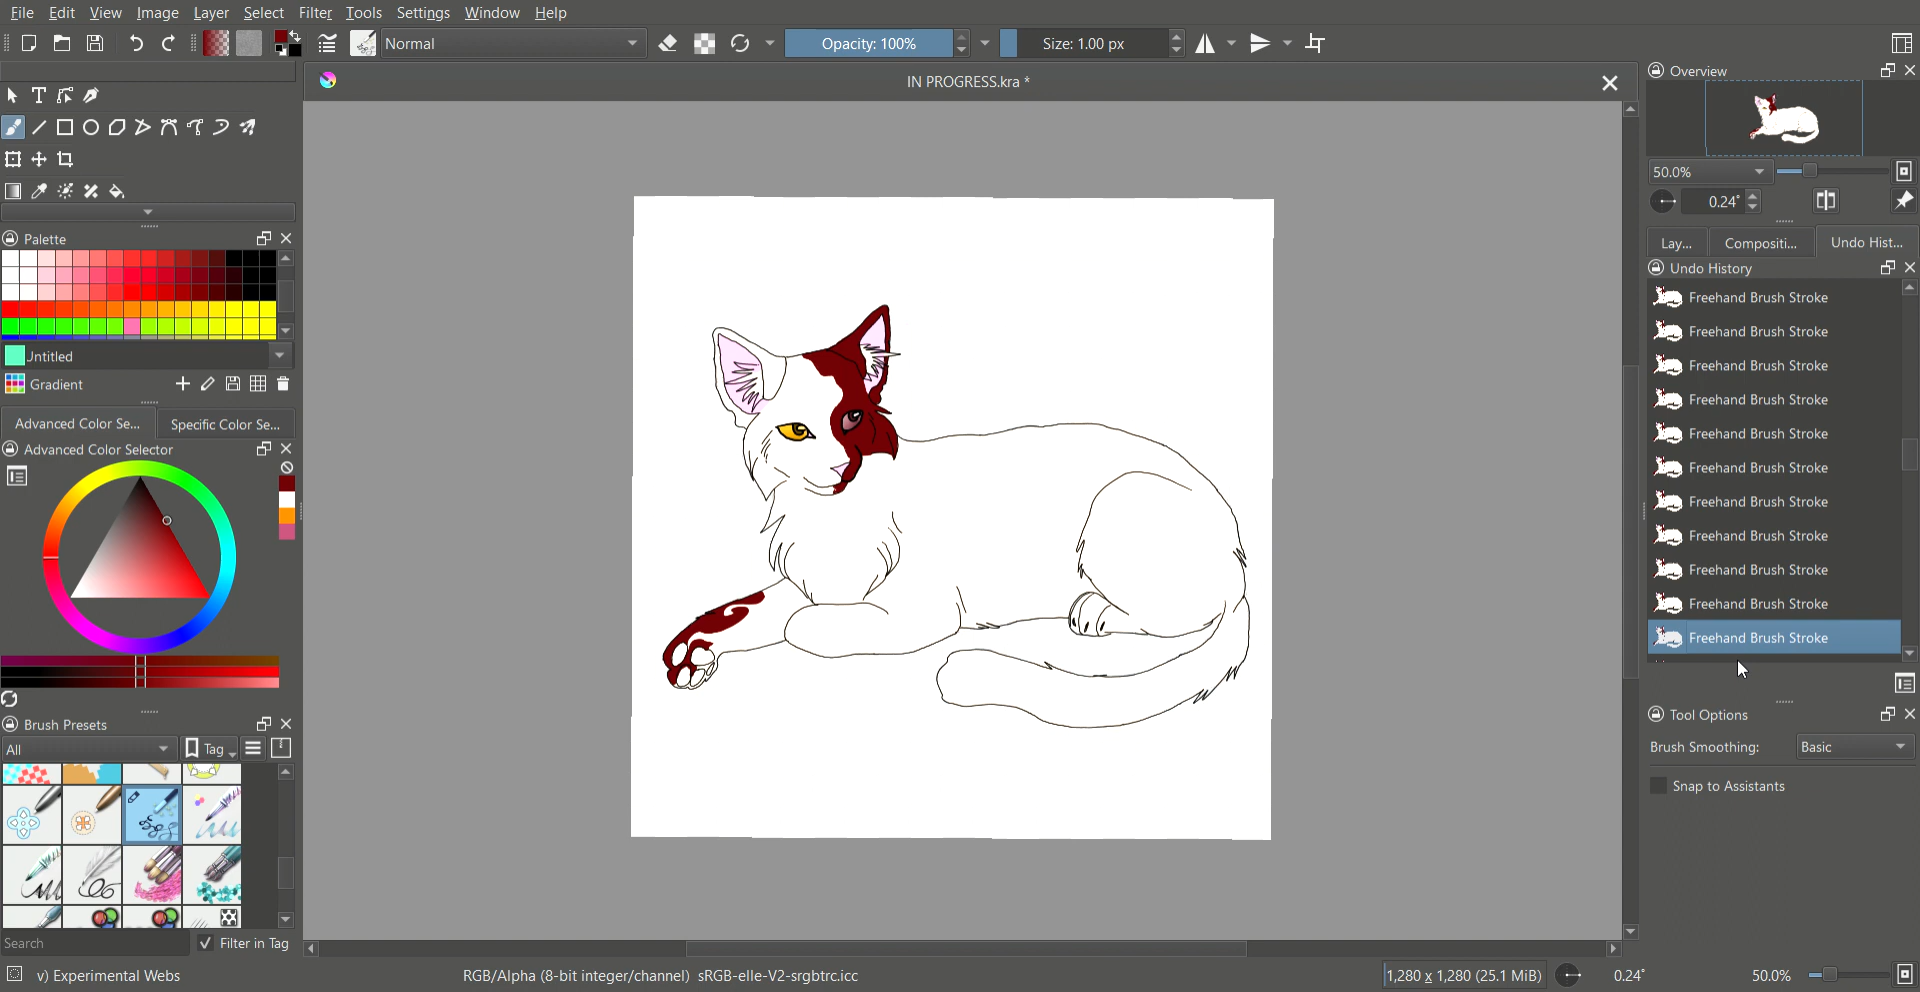 File Edit View Image Layer Select Filter Tools Settings Window Help
Normal Opacity: 100% Size: 1.00 px
IN PROGRESS.kra *
Overview
50.0%
0.24°
Lay... Compositi... Undo Hist...
Undo History
Freehand Brush Stroke
Freehand Brush Stroke
Freehand Brush Stroke
Freehand Brush Stroke
Freehand Brush Stroke
Freehand Brush Stroke
Freehand Brush Stroke
Freehand Brush Stroke
Freehand Brush Stroke
Freehand Brush Stroke
Freehand Brush Stroke
Tool Options
Brush Smoothing: Basic
Snap to Assistants
Palette
Untitled
Gradient
Advanced Color Se... Specific Color Se...
Advanced Color Selector
Brush Presets
All Tag
Search Filter in Tag
v) Experimental Webs RGB/Alpha (8-bit integer/channel) sRGB-elle-V2-srgbtrc.icc 1,280 x 1,280 (25.1 MiB) 0.24° 50.0%